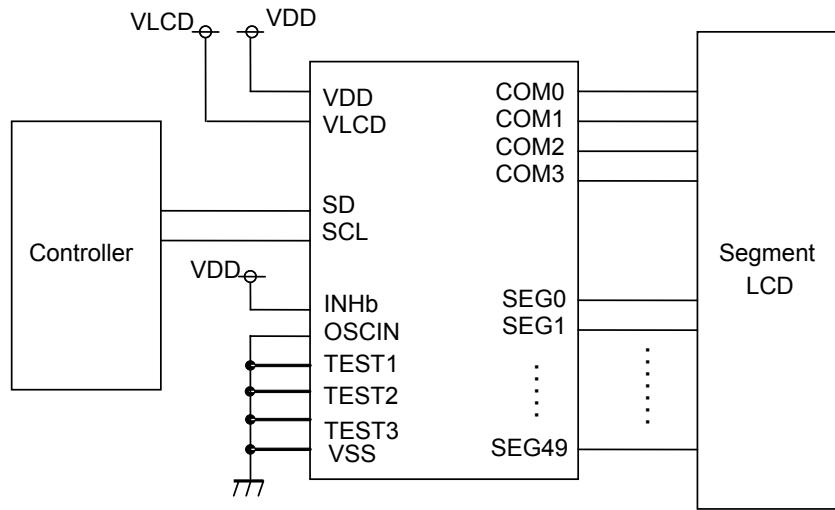 VLCD
VDD
VDD
VLCD
SD
SCL
INHb
OSCIN
TEST1
TEST2
TEST3
VSS
COM0
COM1
COM2
COM3
SEG0
SEG1
SEG49
Controller
VDD
Segment
LCD